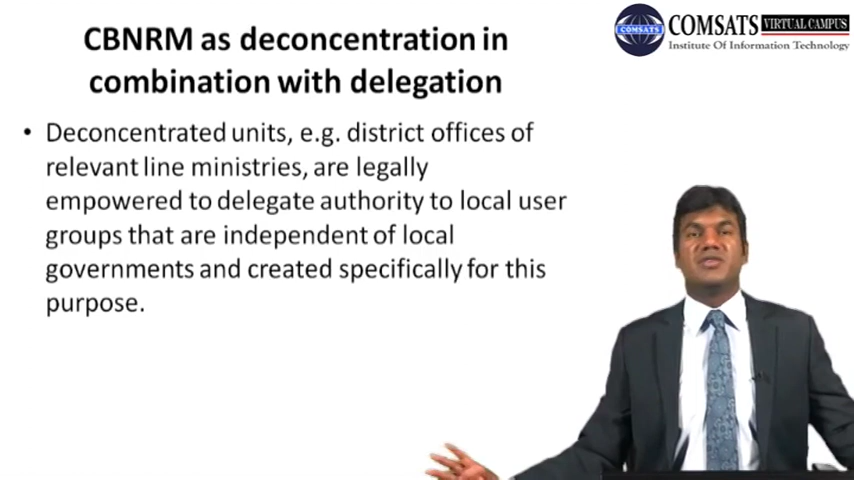 CBNRM as deconcentration in
combination with delegation
COMSATS VIRTUAL CAMPUS
Institute Of Information Technology
COMSATS
• Deconcentrated units, e.g. district offices of
relevant line ministries, are legally
empowered to delegate authority to local user
groups that are independent of local
governments and created specifically for this
purpose.